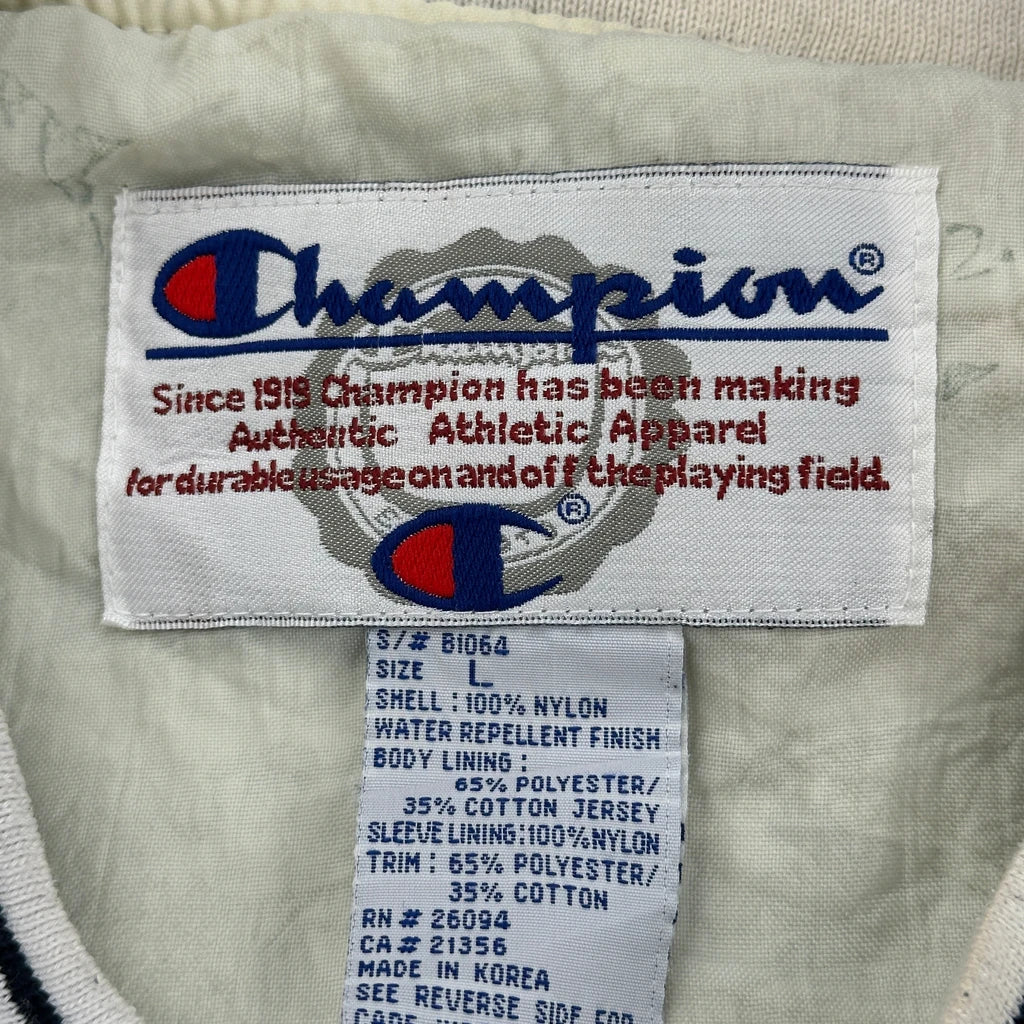 Champion®
Since 1919 Champion has been making
Authentic Athletic Apparel
for durable usage on and off the playing field.
®
S/# B1064
SIZE L
SHELL : 100% NYLON
WATER REPELLENT FINISH
BODY LINING :
65% POLYESTER/
35% COTTON JERSEY
SLEEVE LINING:100%NYLON
TRIM : 65% POLYESTER/
35% COTTON
RN # 26094
CA # 21356
MADE IN KOREA
SEE REVERSE SIDE FOR
CARE